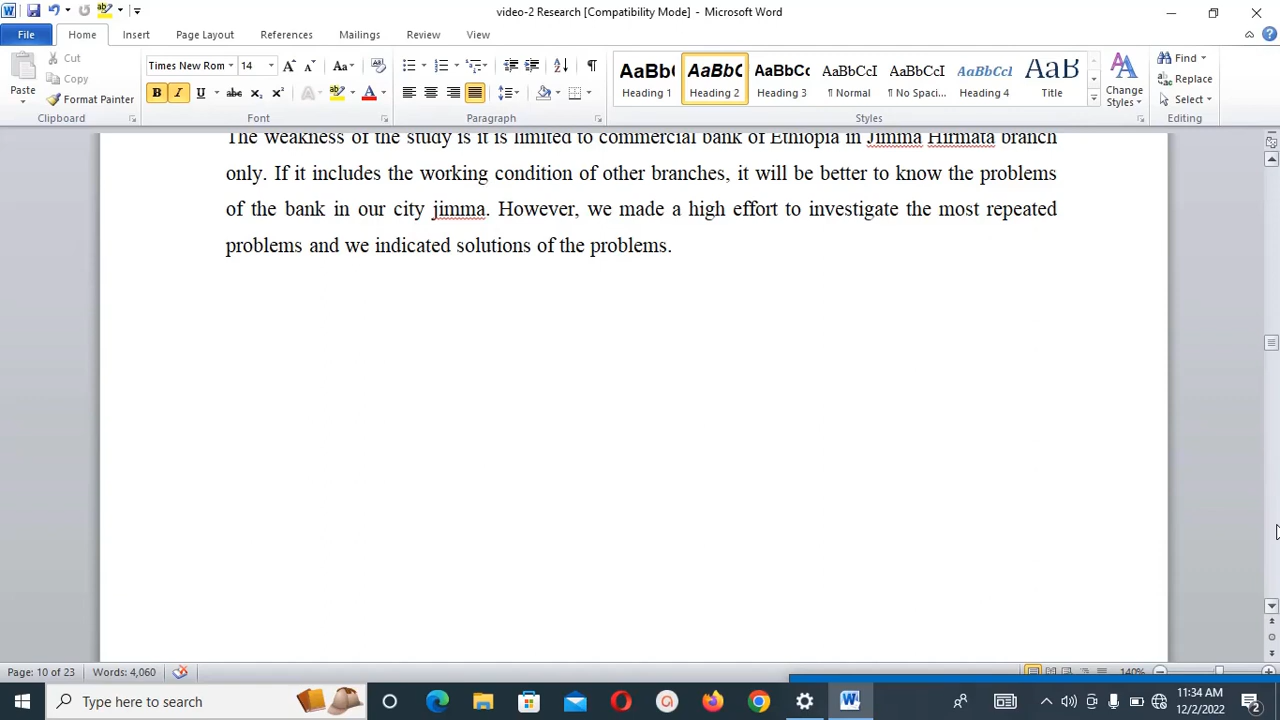 video-2 Research [Compatibility Mode] - Microsoft Word
File Home Insert Page Layout References Mailings Review View
Paste
Cut
Copy
Format Painter
Clipboard
Times New Rom 14
Font
Paragraph
AaBb( Heading 1
AaBbC Heading 2
AaBbCc Heading 3
AaBbCcI ¶ Normal
AaBbCcI ¶ No Spaci...
AaBbCcI Heading 4
AaBb Title
Change Styles
Styles
Find
Replace
Select
Editing
The weakness of the study is it is limited to commercial bank of Ethiopia in Jimma Hirmata branch
only. If it includes the working condition of other branches, it will be better to know the problems
of the bank in our city jimma. However, we made a high effort to investigate the most repeated
problems and we indicated solutions of the problems.
Page: 10 of 23 Words: 4,060 140%
Type here to search
11:34 AM
12/2/2022
2